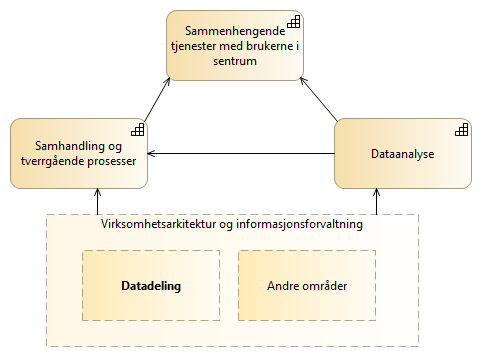 Sammenhengende
tjenester med brukerne i
sentrum
Samhandling og
tverrgående prosesser
Dataanalyse
Virksomhetsarkitektur og informasjonsforvaltning
Datadeling
Andre områder